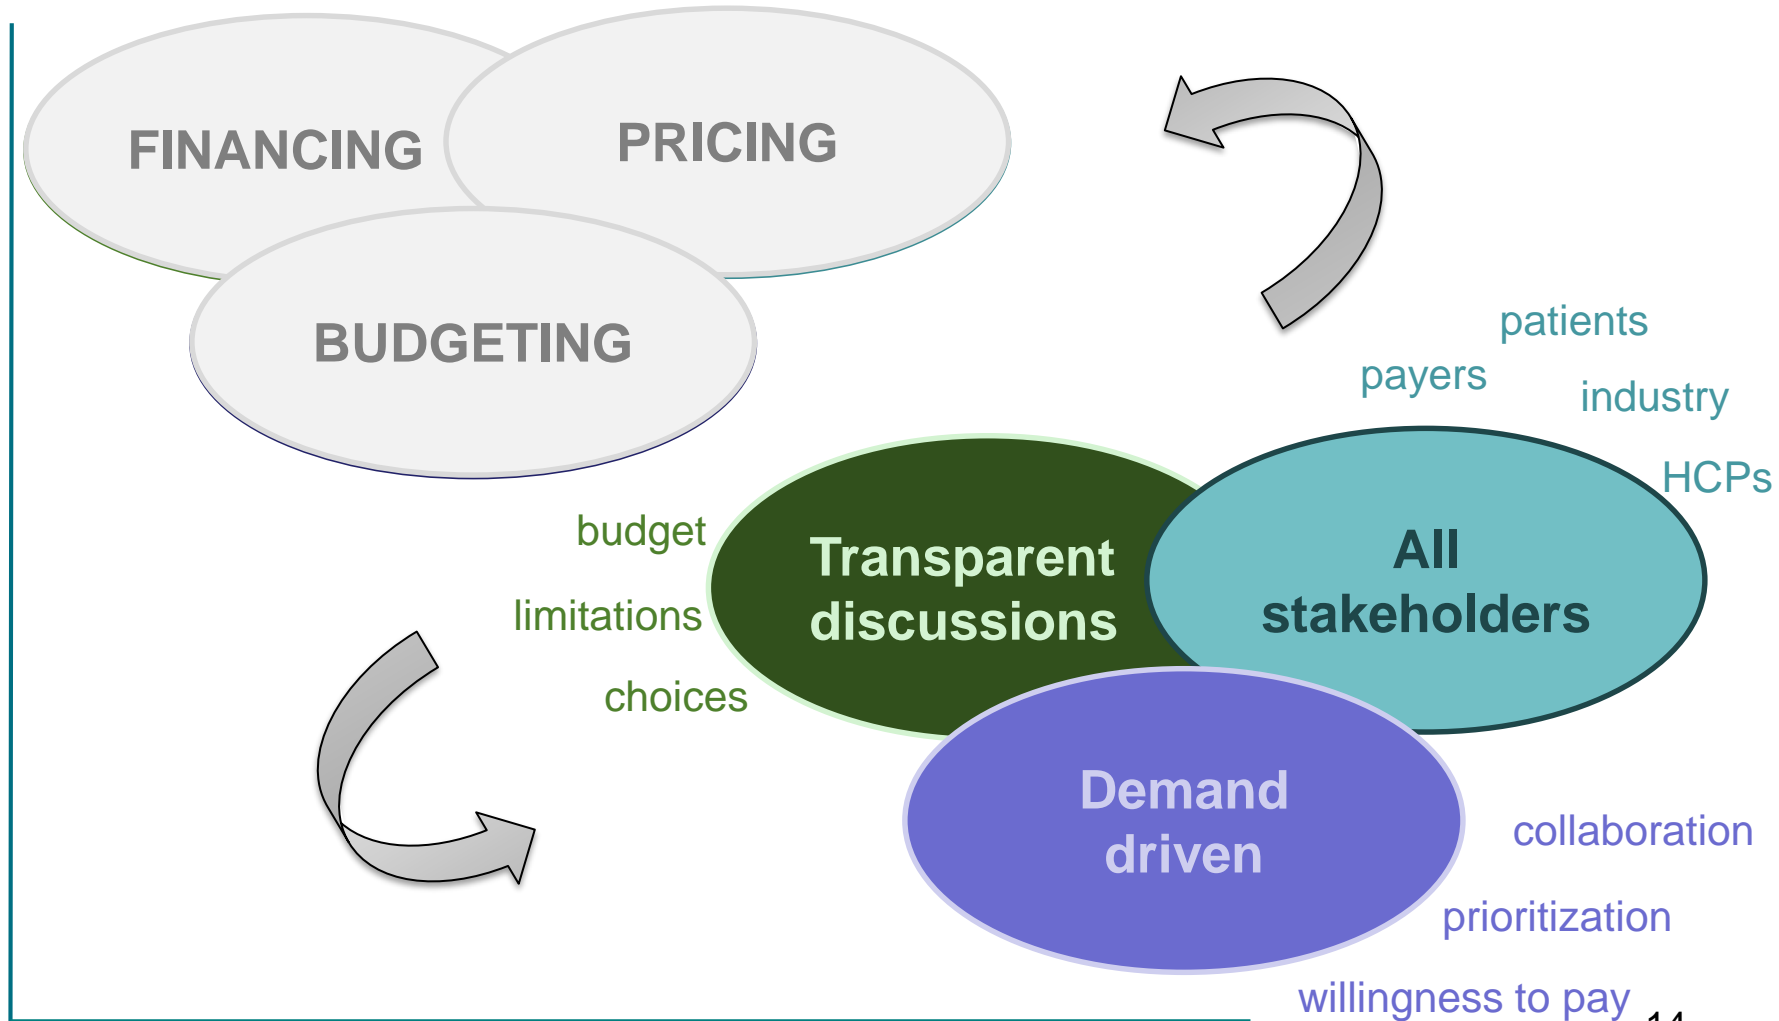 FINANCING
PRICING
BUDGETING
patients
payers
industry
HCPs
budget
limitations
choices
Transparent
discussions
All
stakeholders
Demand
driven
collaboration
prioritization
willingness to pay
14